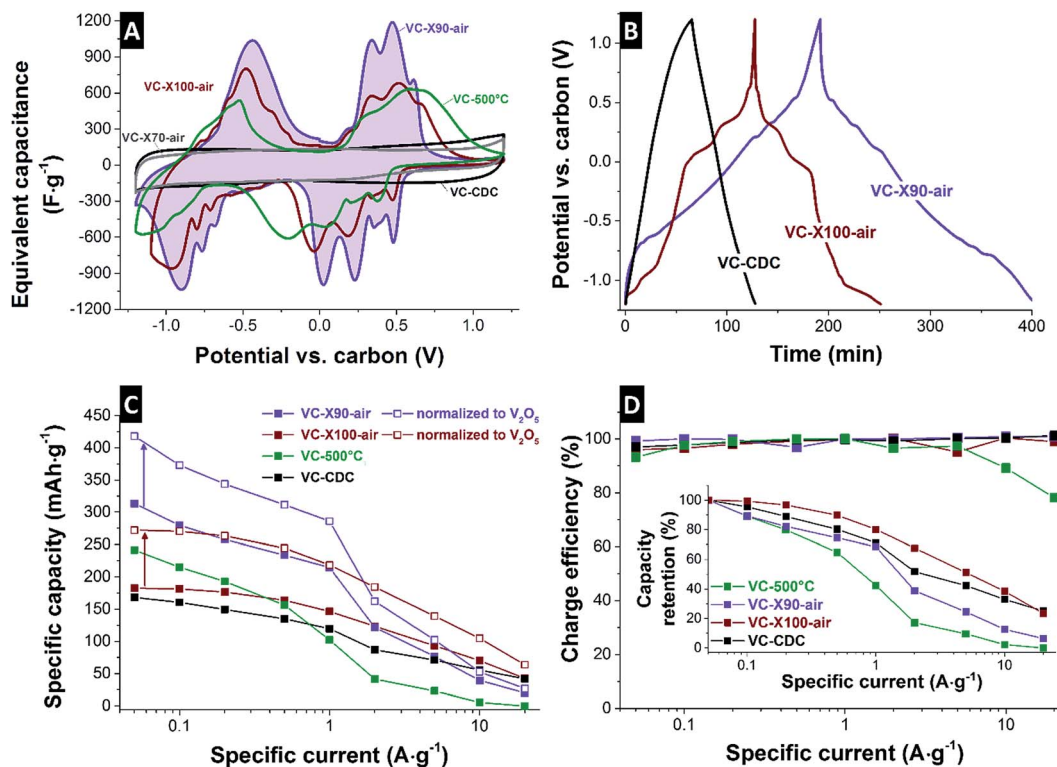 A
1200
900
600
300
0
-300
-600
-900
-1200
Equivalent capacitance
(F·g⁻¹)
VC-X90-air
VC-X100-air
VC-500°C
VC-X70-air
VC-CDC
-1.0
-0.5
0.0
0.5
1.0
Potential vs. carbon (V)
B
1.0
0.5
0.0
-0.5
-1.0
Potential vs. carbon (V)
VC-X90-air
VC-X100-air
VC-CDC
0
100
200
300
400
Time (min)
C
450
400
350
300
250
200
150
100
50
0
Specific capacity (mAh·g⁻¹)
VC-X90-air normalized to V₂O₅
VC-X100-air normalized to V₂O₅
VC-500°C
VC-CDC
0.1
1
10
Specific current (A·g⁻¹)
D
100
80
60
40
20
0
Charge efficiency (%)
100
80
60
40
20
0
Capacity
retention (%)
VC-500°C
VC-X90-air
VC-X100-air
VC-CDC
0.1
1
10
Specific current (A·g⁻¹)
0.1
1
10
Specific current (A·g⁻¹)